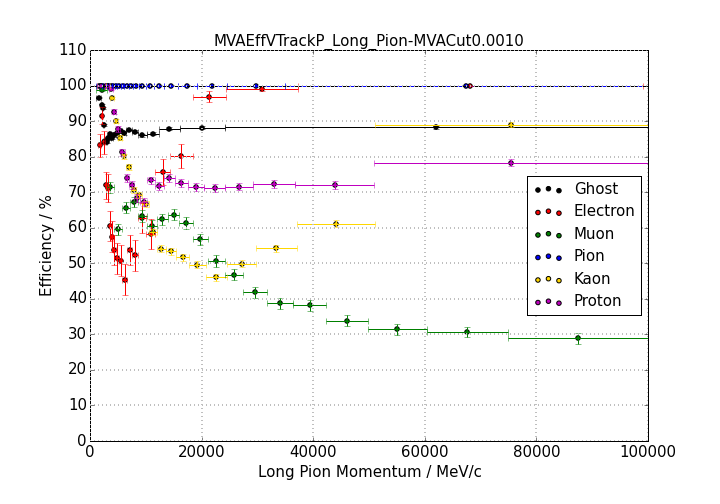 MVAEffVTrackP_Long_Pion-MVACut0.0010
110
100
90
80
70
60
50
40
30
20
10
0
Efficiency / %
Ghost
Electron
Muon
Pion
Kaon
Proton
0 20000 40000 60000 80000 100000
Long Pion Momentum / MeV/c